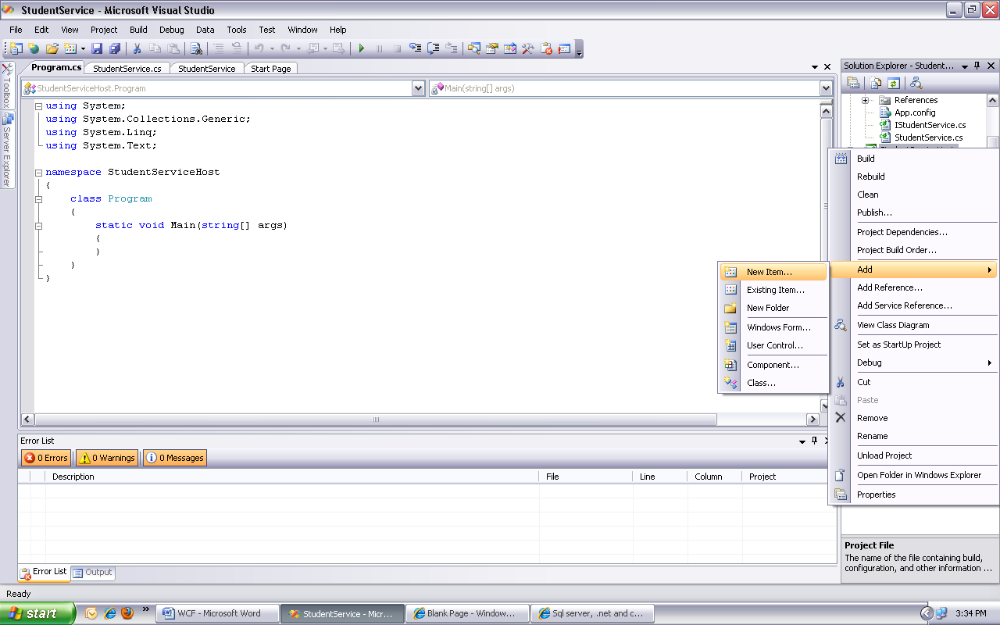 StudentService - Microsoft Visual Studio
File Edit View Project Build Debug Data Tools Test Window Help
Program.cs StudentService.cs StudentService Start Page
Toolbox
Server Explorer
StudentServiceHost.Program Main(string[] args)
using System;
using System.Collections.Generic;
using System.Linq;
using System.Text;
namespace StudentServiceHost
{
class Program
{
static void Main(string[] args)
{
}
}
}
Solution Explorer - Student...
References
App.config
IStudentService.cs
StudentService.cs
Build
Rebuild
Clean
Publish...
Project Dependencies...
Project Build Order...
Add
Add Reference...
Add Service Reference...
View Class Diagram
Set as StartUp Project
Debug
Cut
Paste
Remove
Rename
Unload Project
Open Folder in Windows Explorer
Properties
New Item...
Existing Item...
New Folder
Windows Form...
User Control...
Component...
Class...
Error List
0 Errors 0 Warnings 0 Messages
Description File Line Column Project
Error List Output
Project File
The name of the file containing build,
configuration, and other information ...
Ready
start WCF - Microsoft Word StudentService - Micr... Blank Page - Window... Sql server, .net and c... 3:34 PM